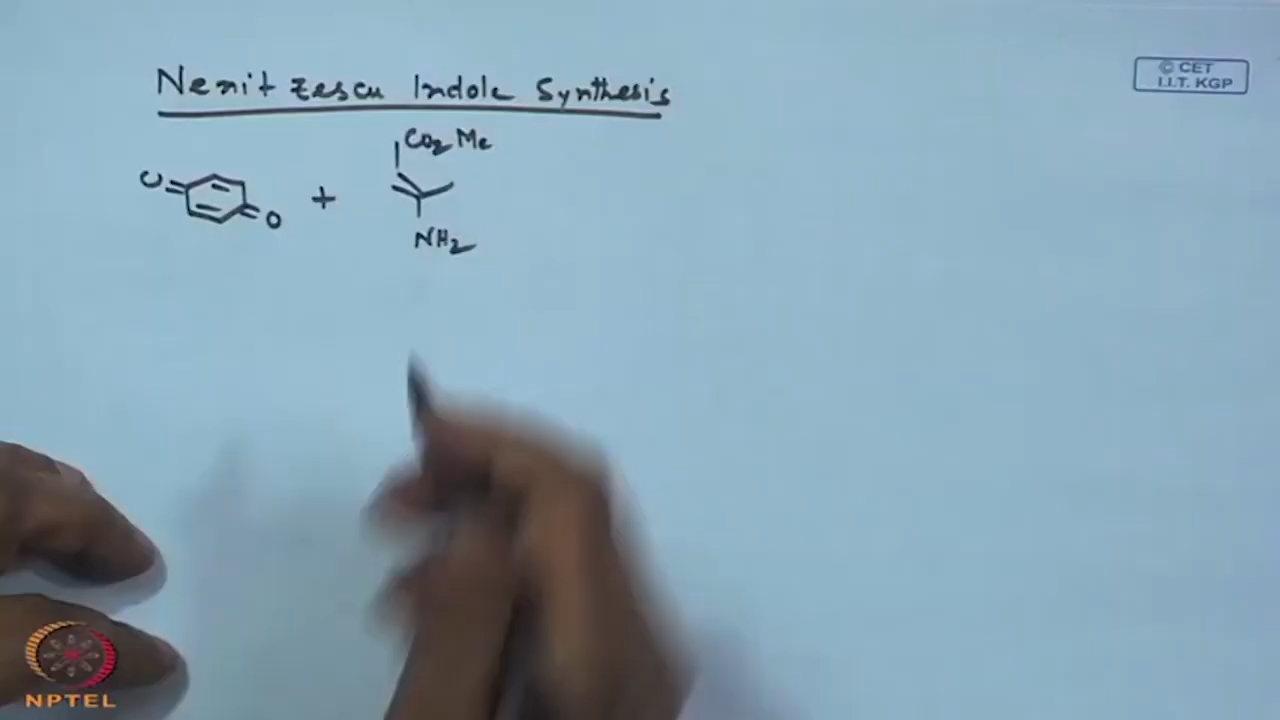 Nenitzescu Indole Synthesis
© CET
I.I.T. KGP
CO2Me
O
+
O
NH2
NPTEL